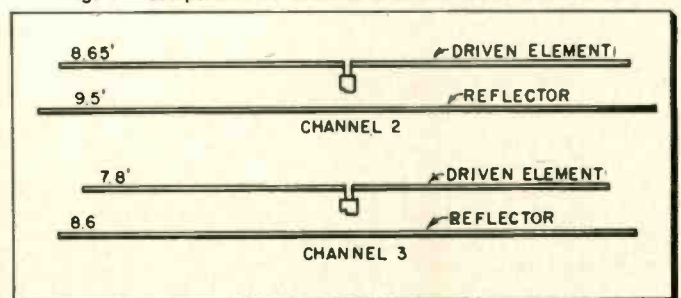 8.65' DRIVEN ELEMENT
9.5' REFLECTOR
CHANNEL 2
7.8' DRIVEN ELEMENT
8.6 REFLECTOR
CHANNEL 3